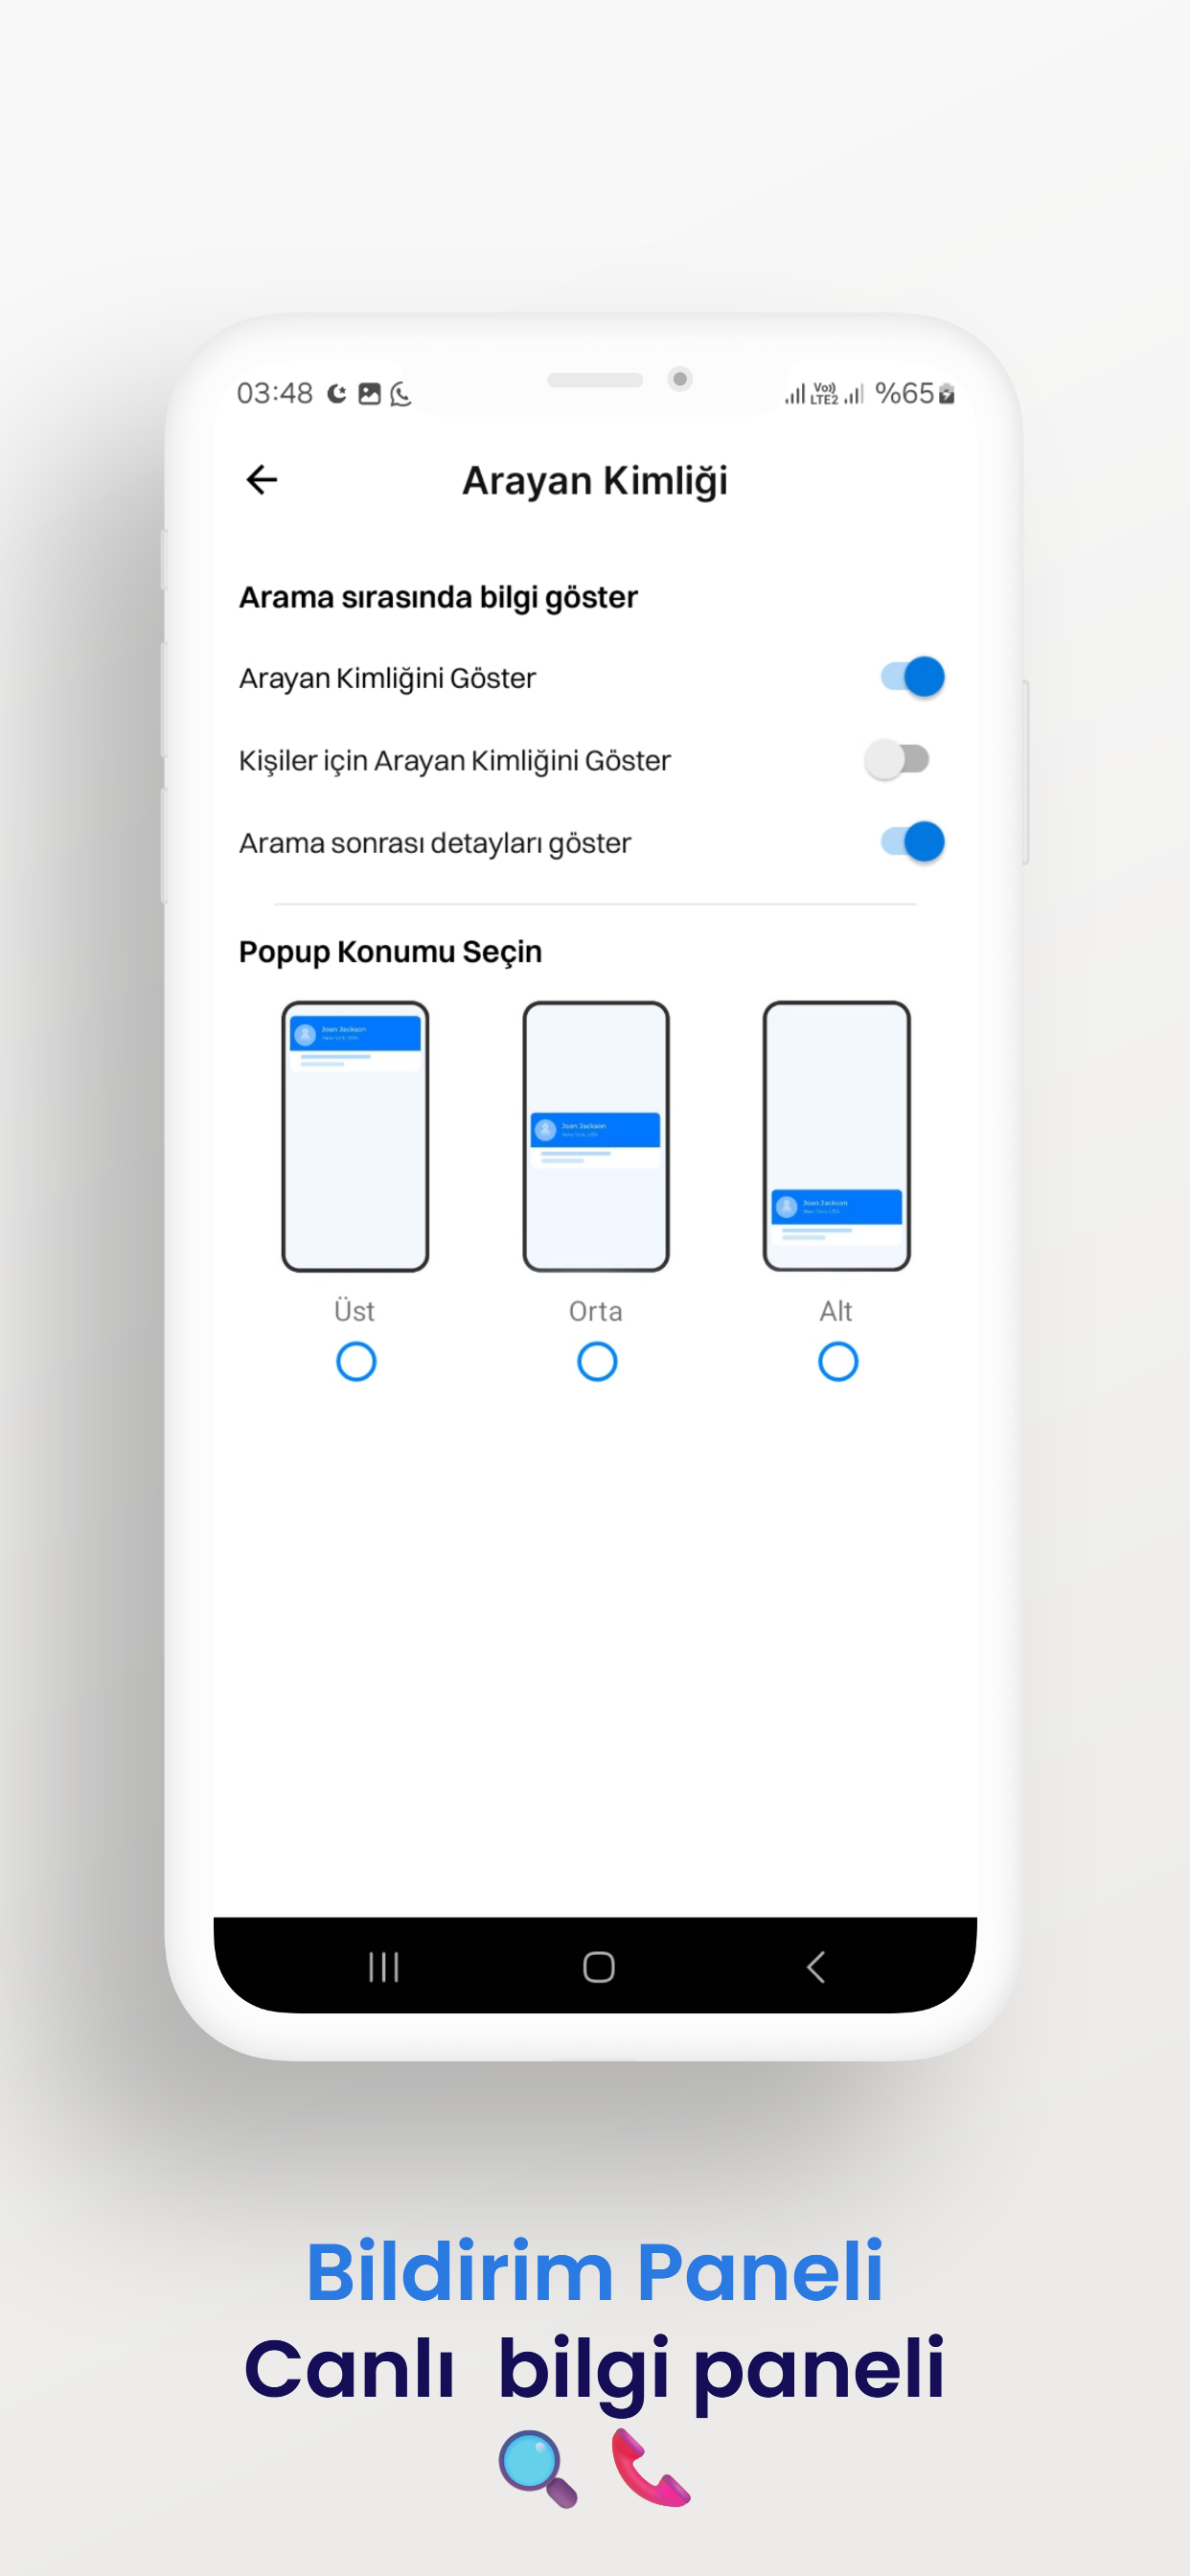 03:48
Vo))
LTE2
%65
Arayan Kimliği
Arama sırasında bilgi göster
Arayan Kimliğini Göster
Kişiler için Arayan Kimliğini Göster
Arama sonrası detayları göster
Popup Konumu Seçin
Joan Jackson
New York, USA
Joan Jackson
New York, USA
Joan Jackson
New York, USA
Üst
Orta
Alt
Bildirim Paneli
Canlı bilgi paneli